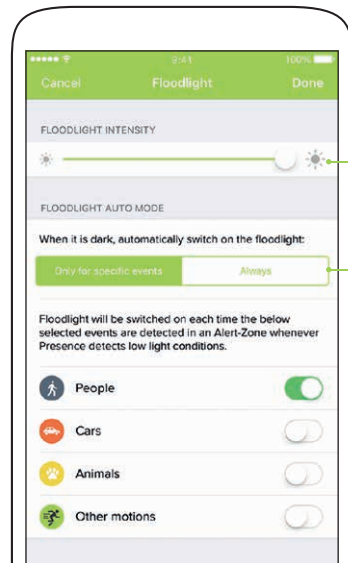 9:41 100%
Cancel Floodlight Done
FLOODLIGHT INTENSITY
FLOODLIGHT AUTO MODE
When it is dark, automatically switch on the floodlight:
Only for specific events Always
Floodlight will be switched on each time the below
selected events are detected in an Alert-Zone whenever
Presence detects low light conditions.
People
Cars
Animals
Other motions